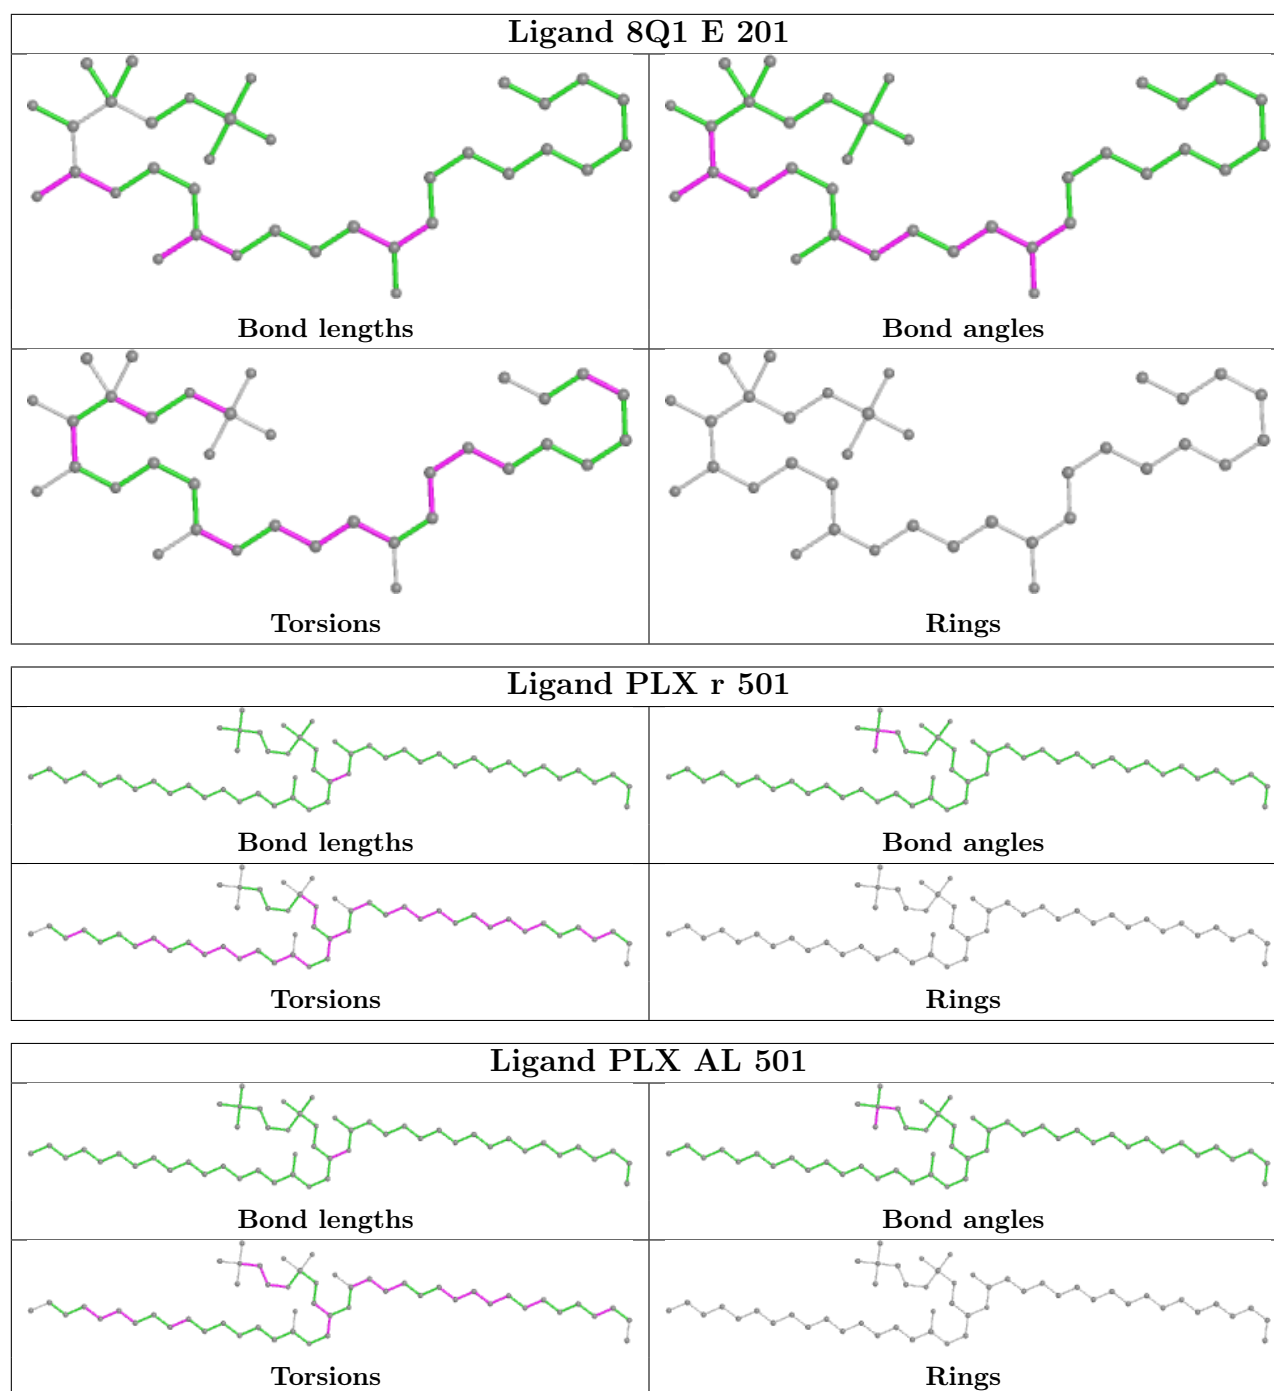 Ligand 8Q1 E 201
Bond lengths
Bond angles
Torsions
Rings
Ligand PLX r 501
Bond lengths
Bond angles
Torsions
Rings
Ligand PLX AL 501
Bond lengths
Bond angles
Torsions
Rings